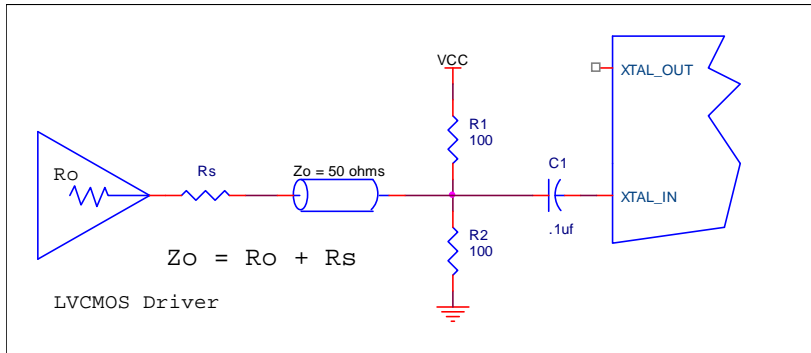 VCC
XTAL_OUT
R1
100
Ro
Rs
Zo = 50 ohms
C1
XTAL_IN
.1uf
R2
100
Zo = Ro + Rs
LVCMOS Driver